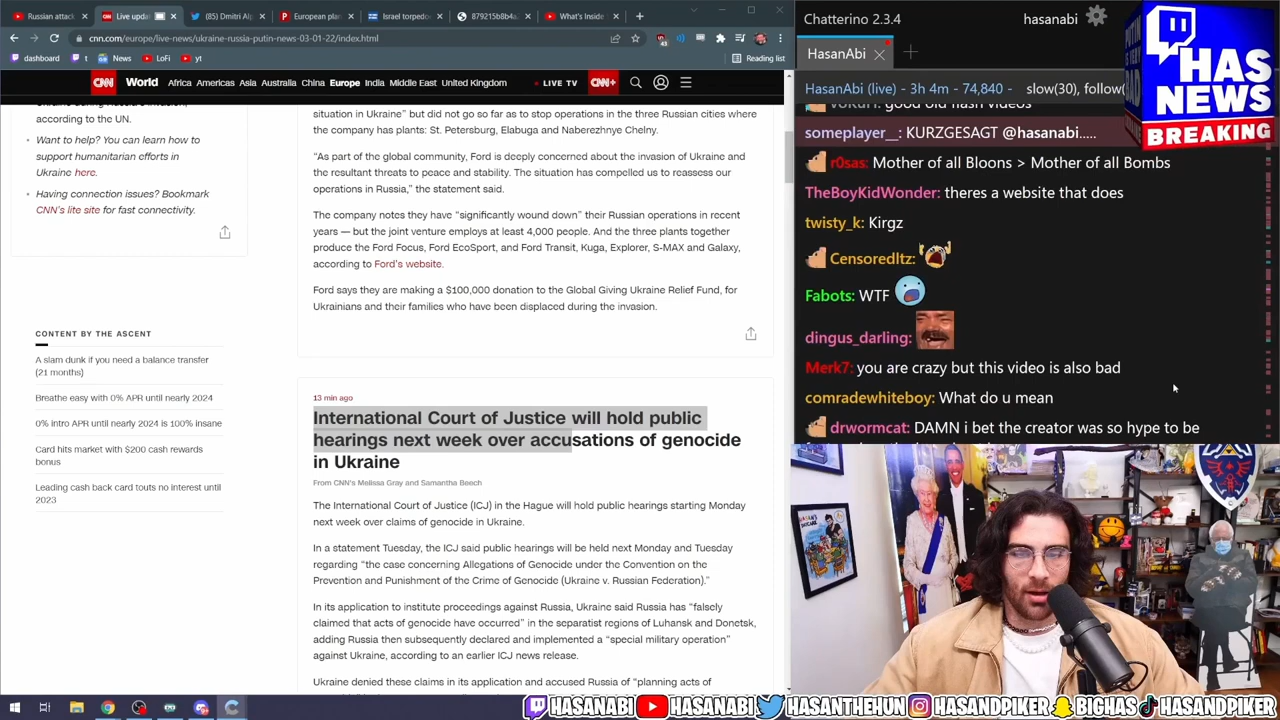 Russian attack
Live updat
(85) Dmitri Al
European plan
Israel torpedo
879215b8b4a
What's Inside
cnn.com/europe/live-news/ukraine-russia-putin-news-03-01-22/index.html
dashboard
t
News
LoFi
yt
Reading list
CNN World Africa Americas Asia Australia China Europe India Middle East United Kingdom
LIVE TV
CNN+
according to the UN.
Want to help? You can learn how to
support humanitarian efforts in
Ukraine here.
Having connection issues? Bookmark
CNN's lite site for fast connectivity.
CONTENT BY THE ASCENT
A slam dunk if you need a balance transfer
(21 months)
Breathe easy with 0% APR until nearly 2024
0% intro APR until nearly 2024 is 100% insane
Card hits market with $200 cash rewards
bonus
Leading cash back card touts no interest until
2023
situation in Ukraine” but did not go so far as to stop operations in the three Russian cities where
the company has plants: St. Petersburg, Elabuga and Naberezhnye Chelny.
“As part of the global community, Ford is deeply concerned about the invasion of Ukraine and
the resultant threats to peace and stability. The situation has compelled us to reassess our
operations in Russia,” the statement said.
The company notes they have “significantly wound down” their Russian operations in recent
years — but the joint venture employs at least 4,000 people. And the three plants together
produce the Ford Focus, Ford EcoSport, and Ford Transit, Kuga, Explorer, S-MAX and Galaxy,
according to Ford's website.
Ford says they are making a $100,000 donation to the Global Giving Ukraine Relief Fund, for
Ukrainians and their families who have been displaced during the invasion.
13 min ago
International Court of Justice will hold public
hearings next week over accusations of genocide
in Ukraine
From CNN's Melissa Gray and Samantha Beech
The International Court of Justice (ICJ) in the Hague will hold public hearings starting Monday
next week over claims of genocide in Ukraine.
In a statement Tuesday, the ICJ said public hearings will be held next Monday and Tuesday
regarding “the case concerning Allegations of Genocide under the Convention on the
Prevention and Punishment of the Crime of Genocide (Ukraine v. Russian Federation).”
In its application to institute proceedings against Russia, Ukraine said Russia has “falsely
claimed that acts of genocide have occurred” in the separatist regions of Luhansk and Donetsk,
adding Russia then subsequently declared and implemented a “special military operation”
against Ukraine, according to an earlier ICJ news release.
Ukraine denied these claims in its application and accused Russia of “planning acts of
Chatterino 2.3.4
hasanabi
HasanAbi
HasanAbi (live) - 3h 4m - 74,840 -
slow(30), follow(
good old flash videos
someplayer__: KURZGESAGT @hasanabi.....
r0sas: Mother of all Bloons > Mother of all Bombs
TheBoyKidWonder: theres a website that does
twisty_k: Kirgz
CensoredItz:
Fabots: WTF
dingus_darling:
Merk7: you are crazy but this video is also bad
comradewhiteboy: What do u mean
drwormcat: DAMN i bet the creator was so hype to be
HAS
NEWS
BREAKING
HASANABI
HASANABI
HASANTHEHUN
HASANDPIKER
BIGHAS
HASANDPIKER